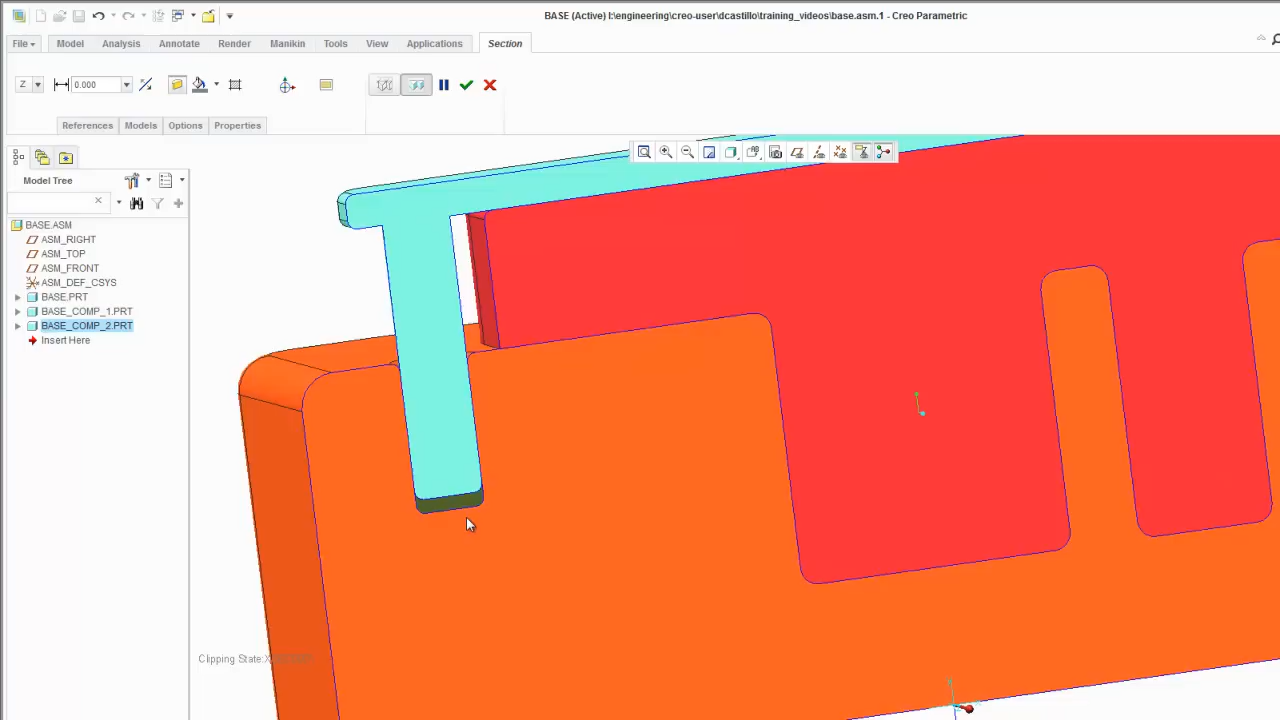 BASE (Active) I:\engineering\creo-user\dcastillo\training_videos\base.asm.1 - Creo Parametric
File Model Analysis Annotate Render Manikin Tools View Applications Section
Z 0.000
References Models Options Properties
Model Tree
BASE.ASM
ASM_RIGHT
ASM_TOP
ASM_FRONT
ASM_DEF_CSYS
BASE.PRT
BASE_COMP_1.PRT
BASE_COMP_2.PRT
Insert Here
Clipping State: